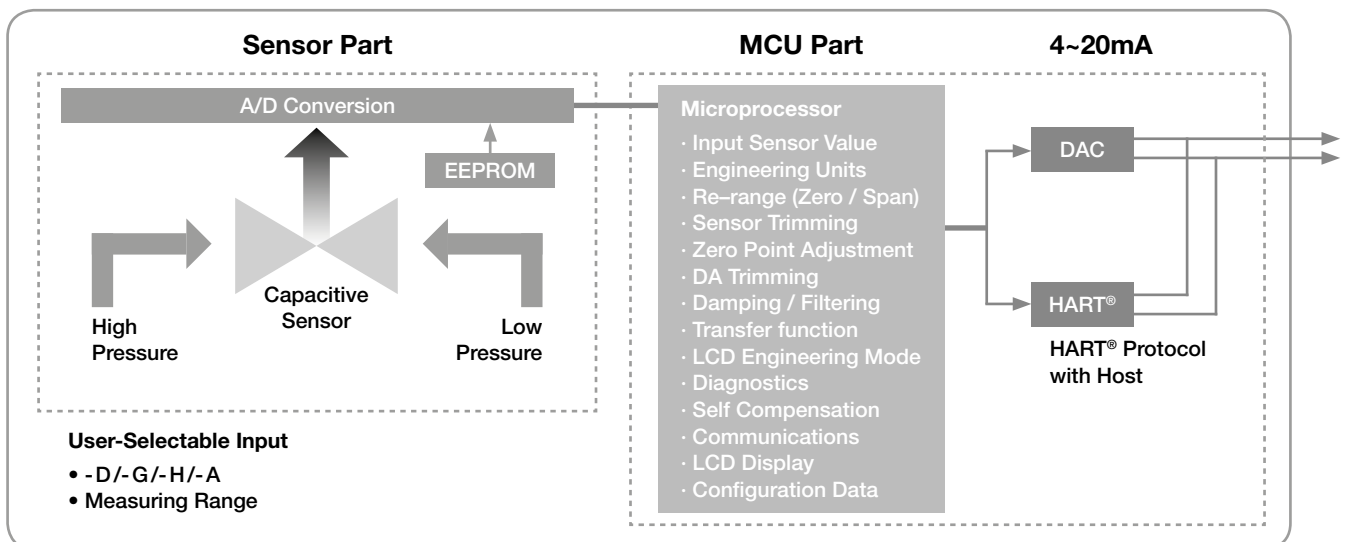 Sensor Part
MCU Part
4~20mA
A/D Conversion
EEPROM
Capacitive
Sensor
High
Pressure
Low
Pressure
User-Selectable Input
• -D/-G/-H/-A
• Measuring Range
Microprocessor
· Input Sensor Value
· Engineering Units
· Re–range (Zero / Span)
· Sensor Trimming
· Zero Point Adjustment
· DA Trimming
· Damping / Filtering
· Transfer function
· LCD Engineering Mode
· Diagnostics
· Self Compensation
· Communications
· LCD Display
· Configuration Data
DAC
HART®
HART® Protocol
with Host